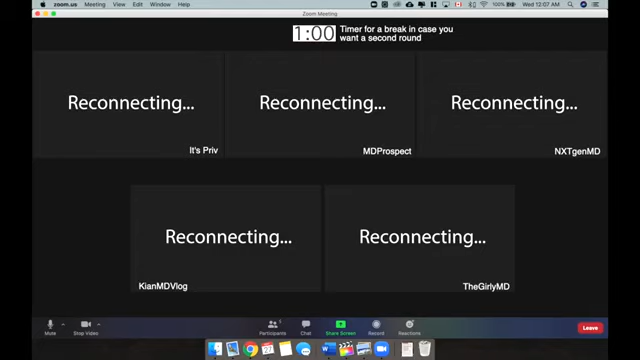 zoom.us Meeting View Edit Window Help
100% Wed 12:07 AM
Zoom Meeting
1:00 Timer for a break in case you
want a second round
Reconnecting...
It's Priv
Reconnecting...
MDProspect
Reconnecting...
NXTgenMD
Reconnecting...
KianMDVlog
Reconnecting...
TheGirlyMD
Mute
Stop Video
Participants
Chat
Share Screen
Record
Reactions
Leave